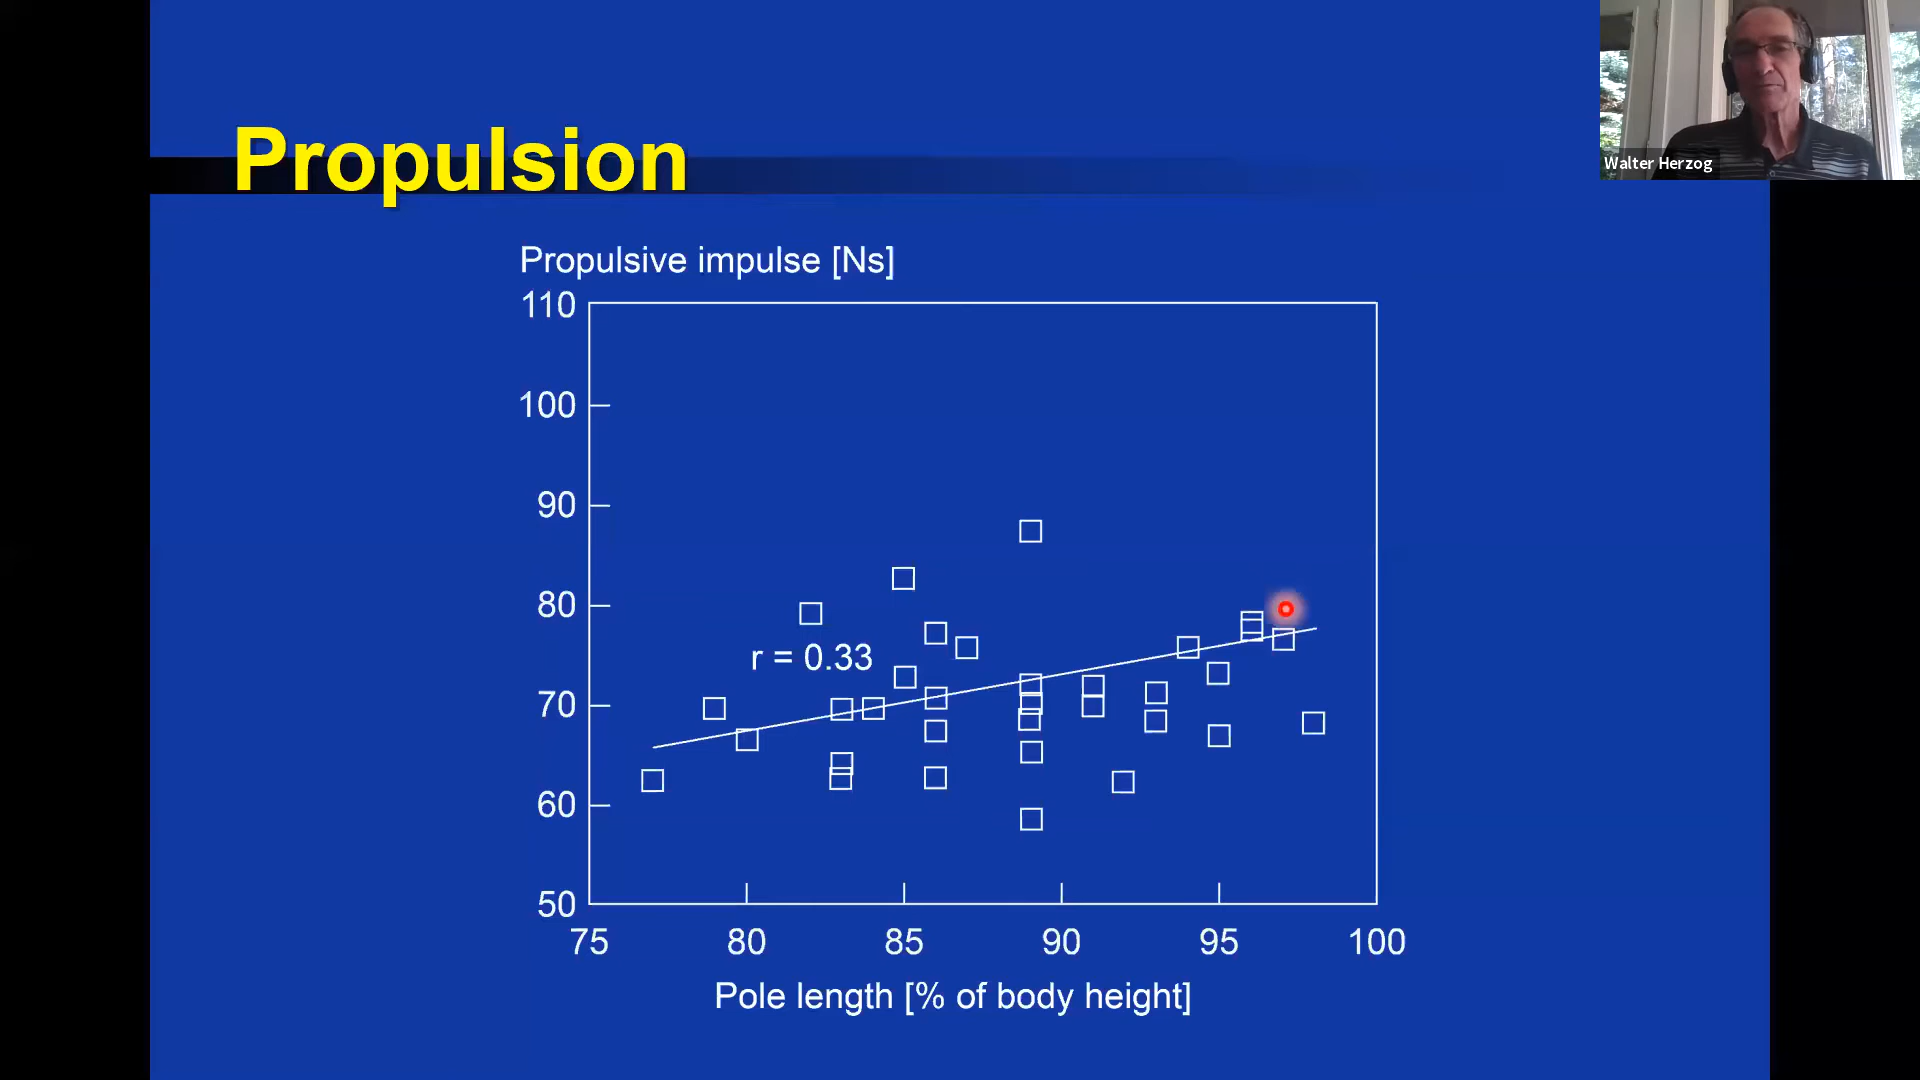 Propulsion
Walter Herzog
Propulsive impulse [Ns]
110
100
90
80
r = 0.33
70
60
50
75 80 85 90 95 100
Pole length [% of body height]